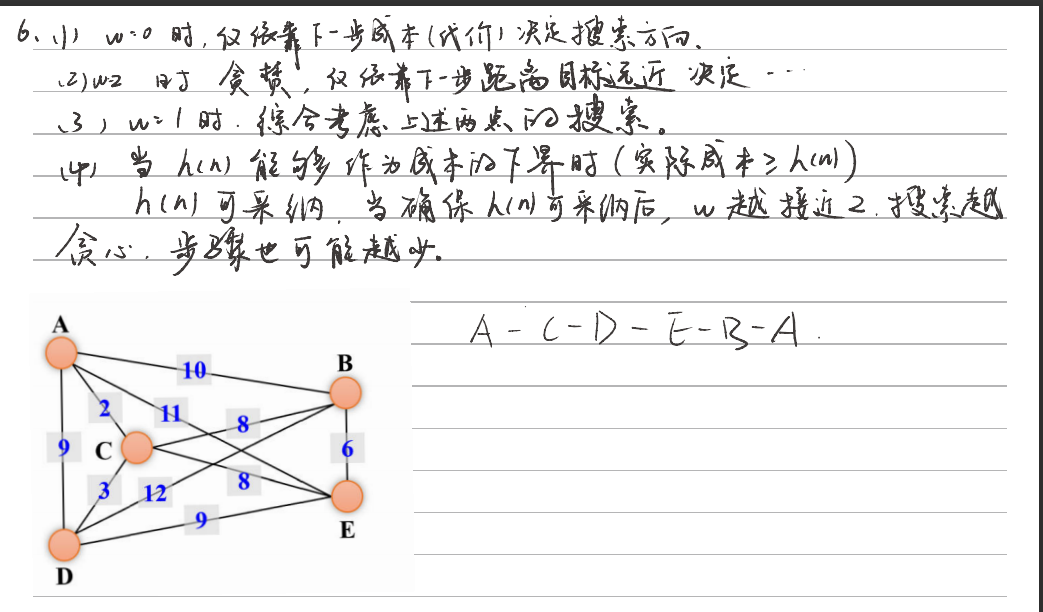 6、(1) w=0 时，仅依靠下一步成本(代价)决定搜索方向、
(2) w=2 时 贪婪，仅依靠下一步距离目标远近 决定 …
(3) w=1 时. 综合考虑上述两点的搜索。
(4) 当 h(n) 能够作为成本的下界时 (实际成本≥h(n))
h(n) 可采纳，当确保 h(n) 可采纳后，w 越接近2. 搜索越
贪心，步骤也可能越少。
A - C - D - E - B - A .
A
10
B
2
11
8
9
C
6
3
12
8
9
E
D